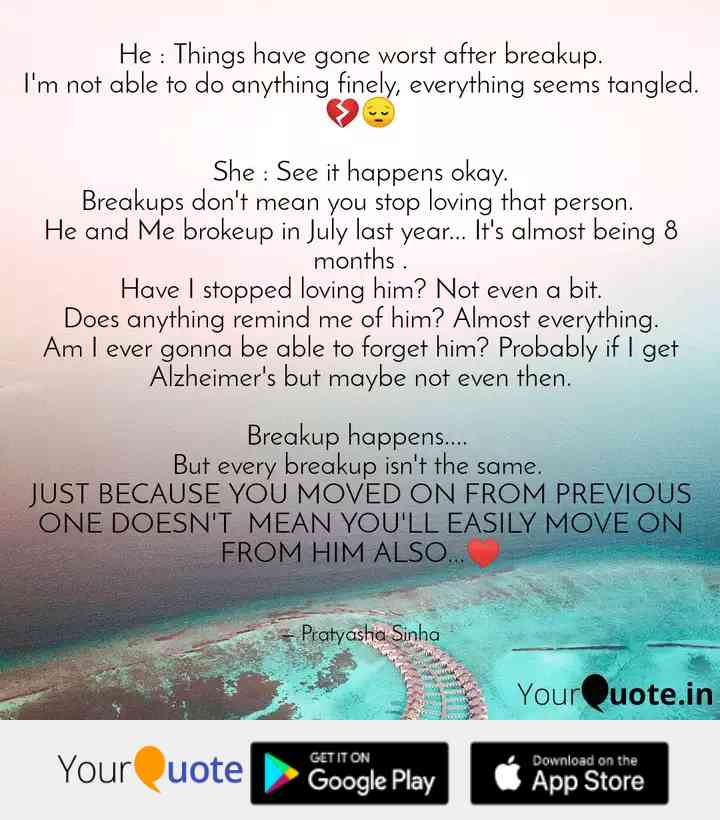 He : Things have gone worst after breakup.
I'm not able to do anything finely, everything seems tangled.
💔😔
She : See it happens okay.
Breakups don't mean you stop loving that person.
He and Me brokeup in July last year... It's almost being 8
months .
Have I stopped loving him? Not even a bit.
Does anything remind me of him? Almost everything.
Am I ever gonna be able to forget him? Probably if I get
Alzheimer's but maybe not even then.
Breakup happens....
But every breakup isn't the same.
JUST BECAUSE YOU MOVED ON FROM PREVIOUS
ONE DOESN'T MEAN YOU'LL EASILY MOVE ON
FROM HIM ALSO...♥️
– Pratyasha Sinha
YourQuote.in
YourQuote
GET IT ON
Google Play
Download on the
App Store